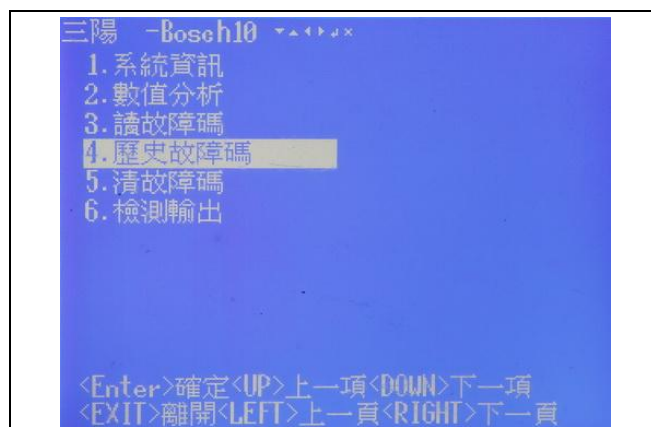 三陽 -Bosch10 ▼▲◀▶↲×
1.系統資訊
2.數值分析
3.讀故障碼
4.歷史故障碼
5.清故障碼
6.檢測輸出
<Enter>確定<UP>上一項<DOWN>下一項
<EXIT>離開<LEFT>上一頁<RIGHT>下一頁